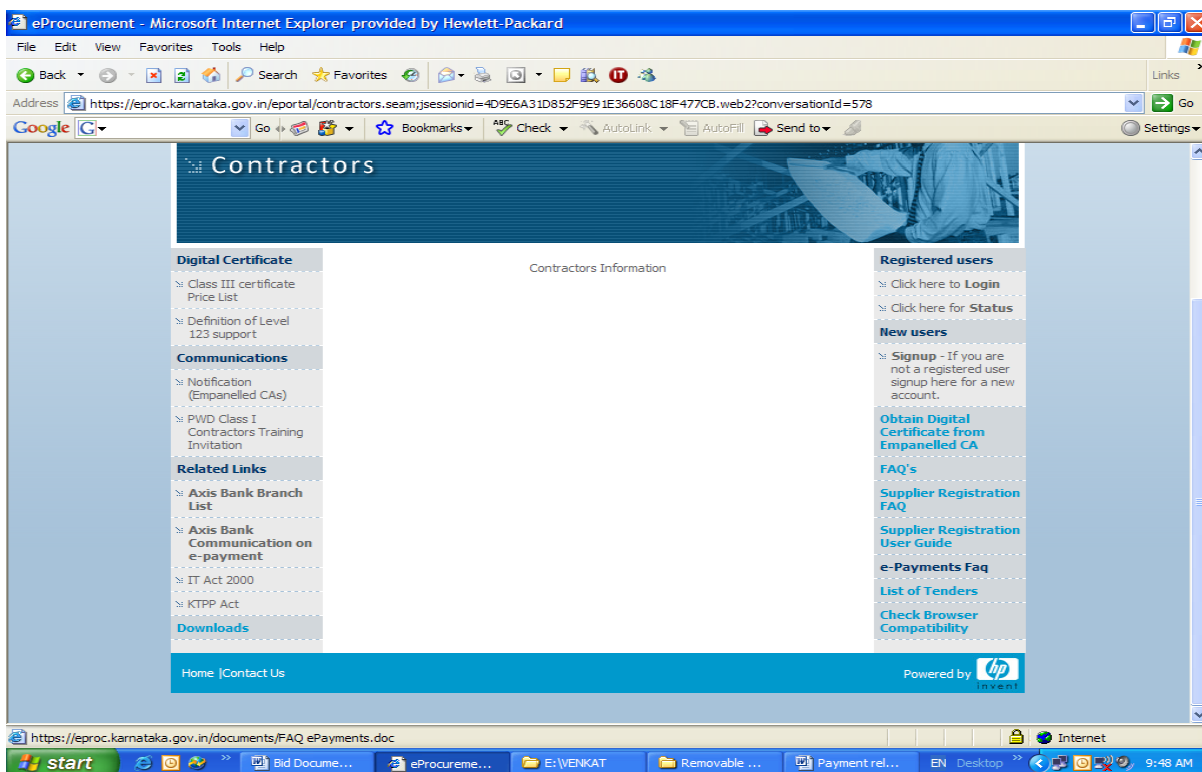 eProcurement - Microsoft Internet Explorer provided by Hewlett-Packard
File Edit View Favorites Tools Help
Back Search Favorites Links
Address https://eproc.karnataka.gov.in/eportal/contractors.seam;jsessionid=4D9E6A31D852F9E91E36608C18F477CB.web2?conversationId=578 Go
Google G Go Bookmarks ABC Check AutoLink AutoFill Send to Settings
Contractors
Digital Certificate
Class III certificate
Price List
Definition of Level
123 support
Communications
Notification
(Empanelled CAs)
PWD Class I
Contractors Training
Invitation
Related Links
Axis Bank Branch
List
Axis Bank
Communication on
e-payment
IT Act 2000
KTPP Act
Downloads
Contractors Information
Registered users
Click here to Login
Click here for Status
New users
Signup - If you are
not a registered user
signup here for a new
account.
Obtain Digital
Certificate from
Empanelled CA
FAQ's
Supplier Registration
FAQ
Supplier Registration
User Guide
e-Payments Faq
List of Tenders
Check Browser
Compatibility
Home |Contact Us
Powered by hp
invent
https://eproc.karnataka.gov.in/documents/FAQ ePayments.doc Internet
start Bid Docume... eProcureme... E:\VENKAT Removable ... Payment rel... EN Desktop 9:48 AM